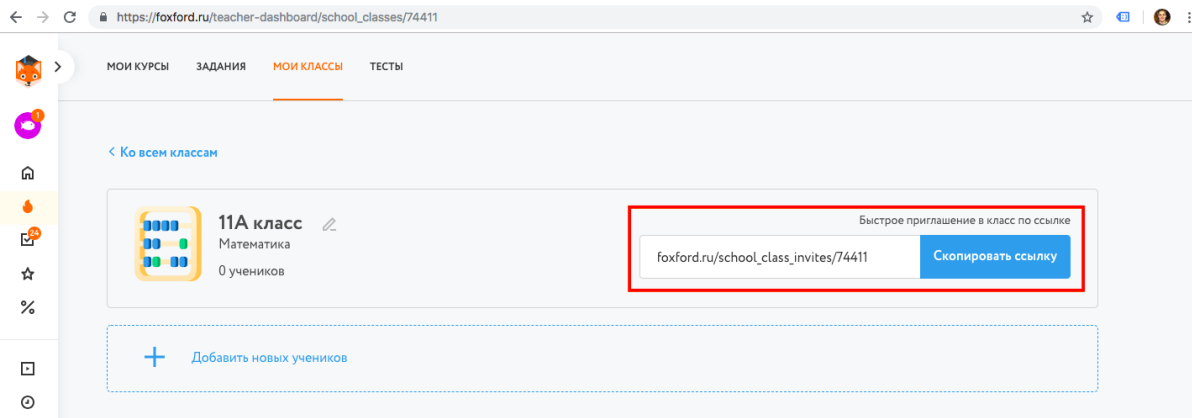 https://foxford.ru/teacher-dashboard/school_classes/74411
МОИ КУРСЫ ЗАДАНИЯ МОИ КЛАССЫ ТЕСТЫ
1
Ко всем классам
11А класс
Математика
0 учеников
Быстрое приглашение в класс по ссылке
foxford.ru/school_class_invites/74411 Скопировать ссылку
24
Добавить новых учеников